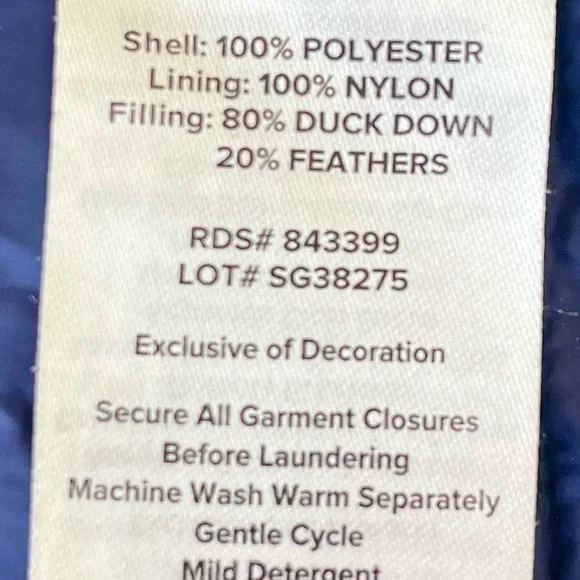 Shell: 100% POLYESTER
Lining: 100% NYLON
Filling: 80% DUCK DOWN
20% FEATHERS
RDS# 843399
LOT# SG38275
Exclusive of Decoration
Secure All Garment Closures
Before Laundering
Machine Wash Warm Separately
Gentle Cycle
Mild Detergent